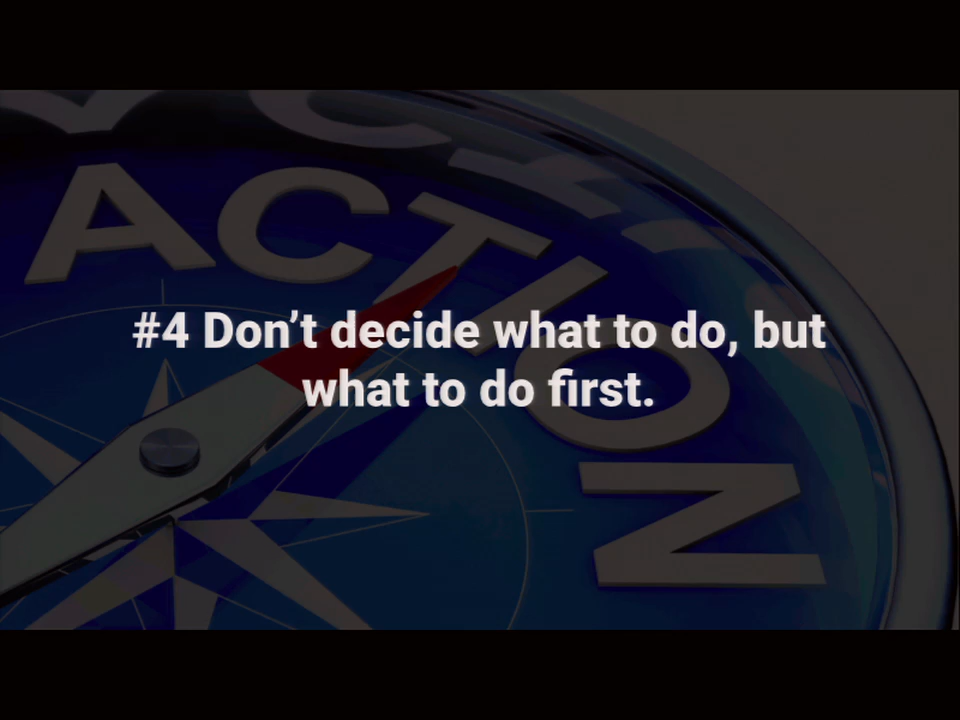 ACTION
#4 Don’t decide what to do, but
what to do first.